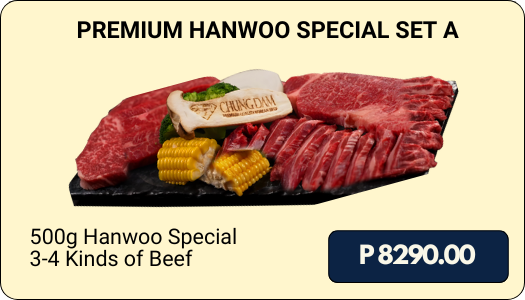 PREMIUM HANWOO SPECIAL SET A
CHUNGDAM
500g Hanwoo Special
3-4 Kinds of Beef
P 8290.00